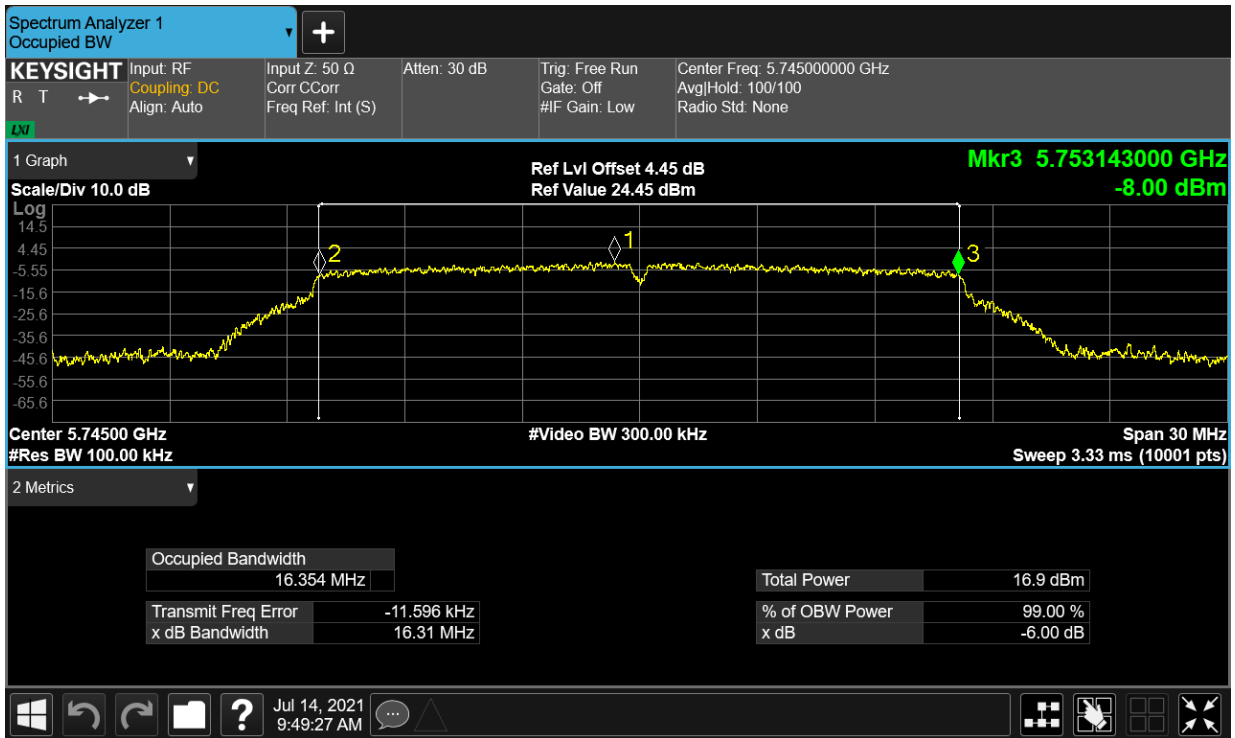 Spectrum Analyzer 1
Occupied BW
KEYSIGHT
R T
LXI
Input: RF
Coupling: DC
Align: Auto
Input Z: 50 Ω
Corr CCorr
Freq Ref: Int (S)
Atten: 30 dB
Trig: Free Run
Gate: Off
#IF Gain: Low
Center Freq: 5.745000000 GHz
Avg|Hold: 100/100
Radio Std: None
1 Graph
Scale/Div 10.0 dB
Ref Lvl Offset 4.45 dB
Ref Value 24.45 dBm
Mkr3 5.753143000 GHz
-8.00 dBm
Log
14.5
4.45
-5.55
-15.6
-25.6
-35.6
-45.6
-55.6
-65.6
2
1
3
Center 5.74500 GHz
#Video BW 300.00 kHz
Span 30 MHz
#Res BW 100.00 kHz
Sweep 3.33 ms (10001 pts)
2 Metrics
Occupied Bandwidth
16.354 MHz
Total Power 16.9 dBm
Transmit Freq Error -11.596 kHz
% of OBW Power 99.00 %
x dB Bandwidth 16.31 MHz
x dB -6.00 dB
?
Jul 14, 2021
9:49:27 AM